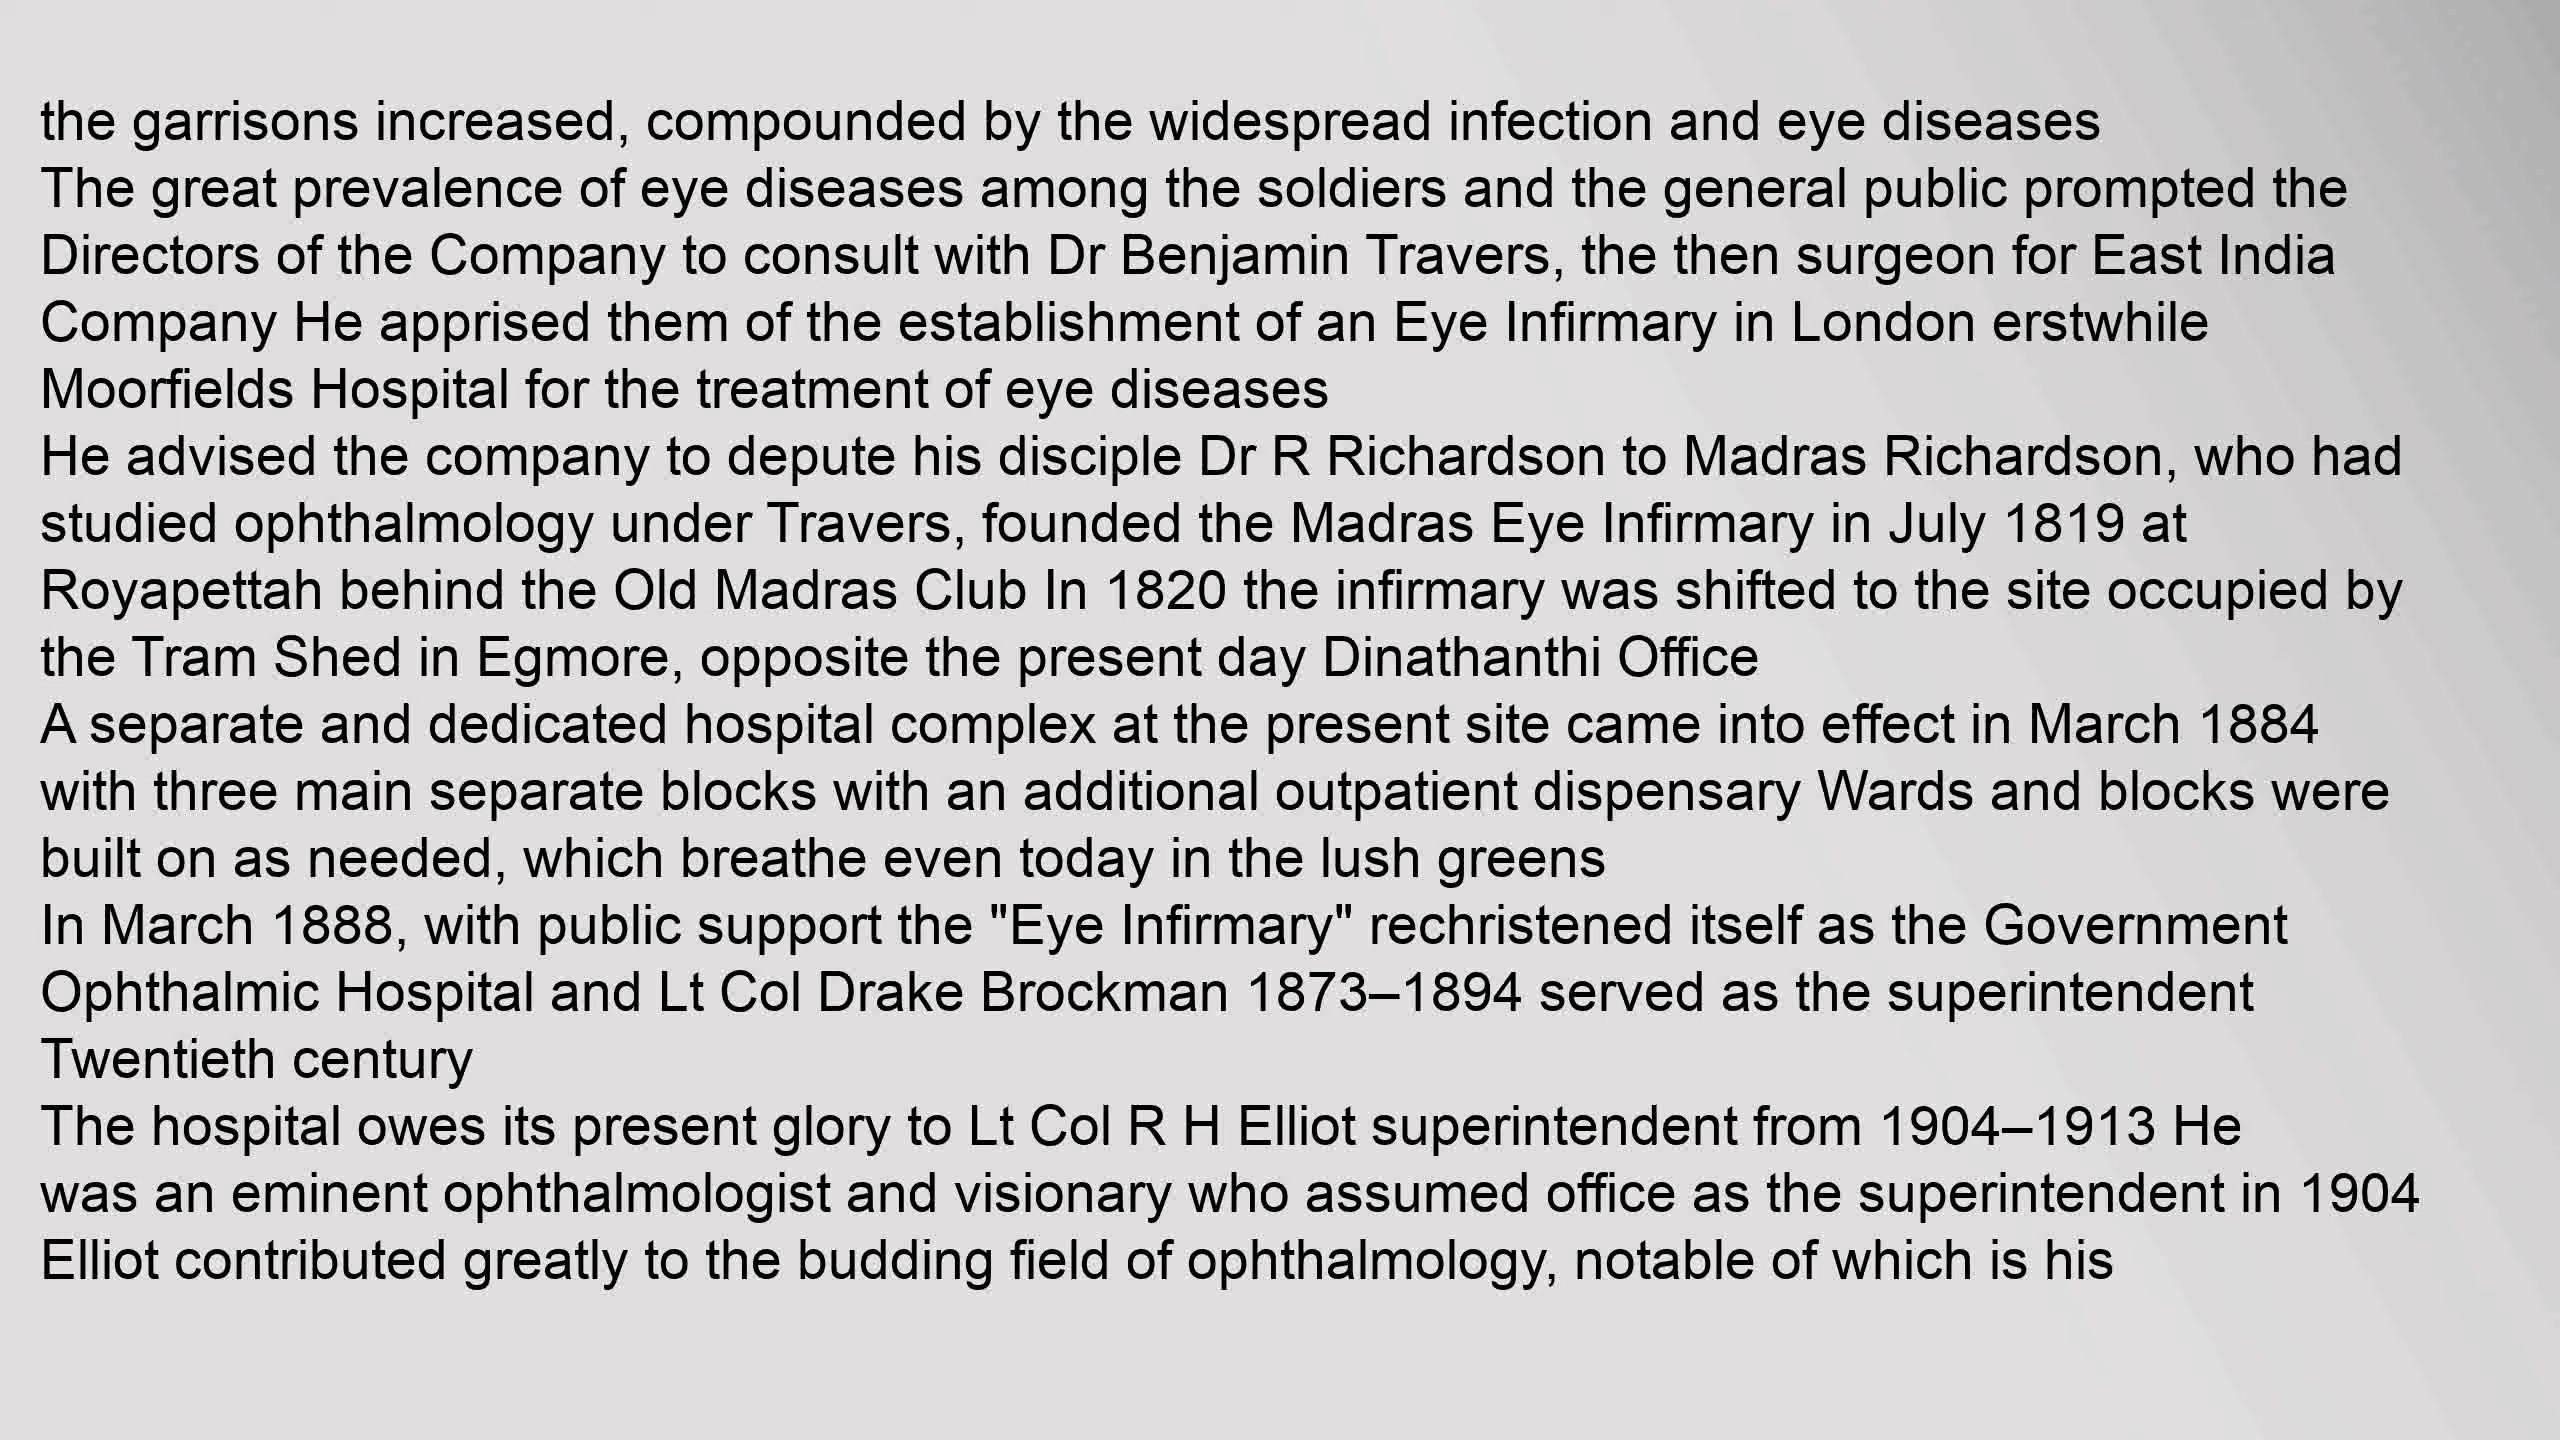 the garrisons increased, compounded by the widespread infection and eye diseases
The great prevalence of eye diseases among the soldiers and the general public prompted the
Directors of the Company to consult with Dr Benjamin Travers, the then surgeon for East India
Company He apprised them of the establishment of an Eye Infirmary in London erstwhile
Moorfields Hospital for the treatment of eye diseases
He advised the company to depute his disciple Dr R Richardson to Madras Richardson, who had
studied ophthalmology under Travers, founded the Madras Eye Infirmary in July 1819 at
Royapettah behind the Old Madras Club In 1820 the infirmary was shifted to the site occupied by
the Tram Shed in Egmore, opposite the present day Dinathanthi Office
A separate and dedicated hospital complex at the present site came into effect in March 1884
with three main separate blocks with an additional outpatient dispensary Wards and blocks were
built on as needed, which breathe even today in the lush greens
In March 1888, with public support the "Eye Infirmary" rechristened itself as the Government
Ophthalmic Hospital and Lt Col Drake Brockman 1873–1894 served as the superintendent
Twentieth century
The hospital owes its present glory to Lt Col R H Elliot superintendent from 1904–1913 He
was an eminent ophthalmologist and visionary who assumed office as the superintendent in 1904
Elliot contributed greatly to the budding field of ophthalmology, notable of which is his